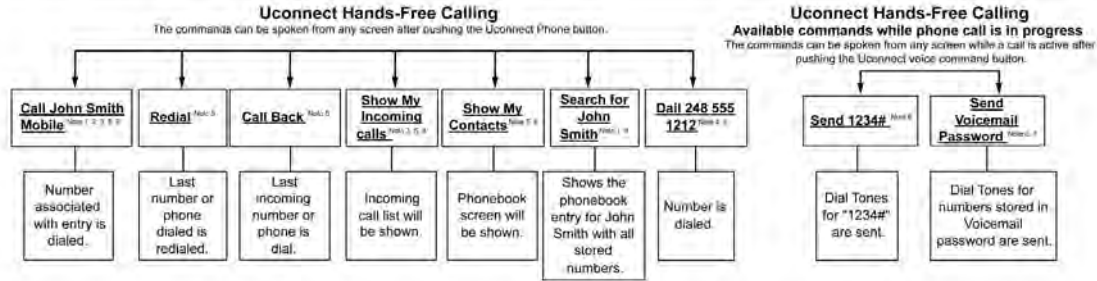 Uconnect Hands-Free Calling
The commands can be spoken from any screen after pushing the Uconnect Phone button.
Call John Smith
Mobile
Redial
Call Back
Show My
Incoming
calls
Show My
Contacts
Search for
John
Smith
Dail 248 555
1212
Number
associated
with entry is
dialed.
Last
number or
phone
dialed is
redialed.
Last
incoming
number or
phone is
dial.
Incoming
call list will
be shown.
Phonebook
screen will
be shown.
Shows the
phonebook
entry for John
Smith with all
stored
numbers.
Number is
dialed.
Uconnect Hands-Free Calling
Available commands while phone call is in progress
The commands can be spoken from any screen while a call is active after
pushing the Uconnect voice command button.
Send 1234#
Send
Voicemail
Password
Dial Tones
for "1234#"
are sent.
Dial Tones for
numbers stored in
Voicemail
password are sent.